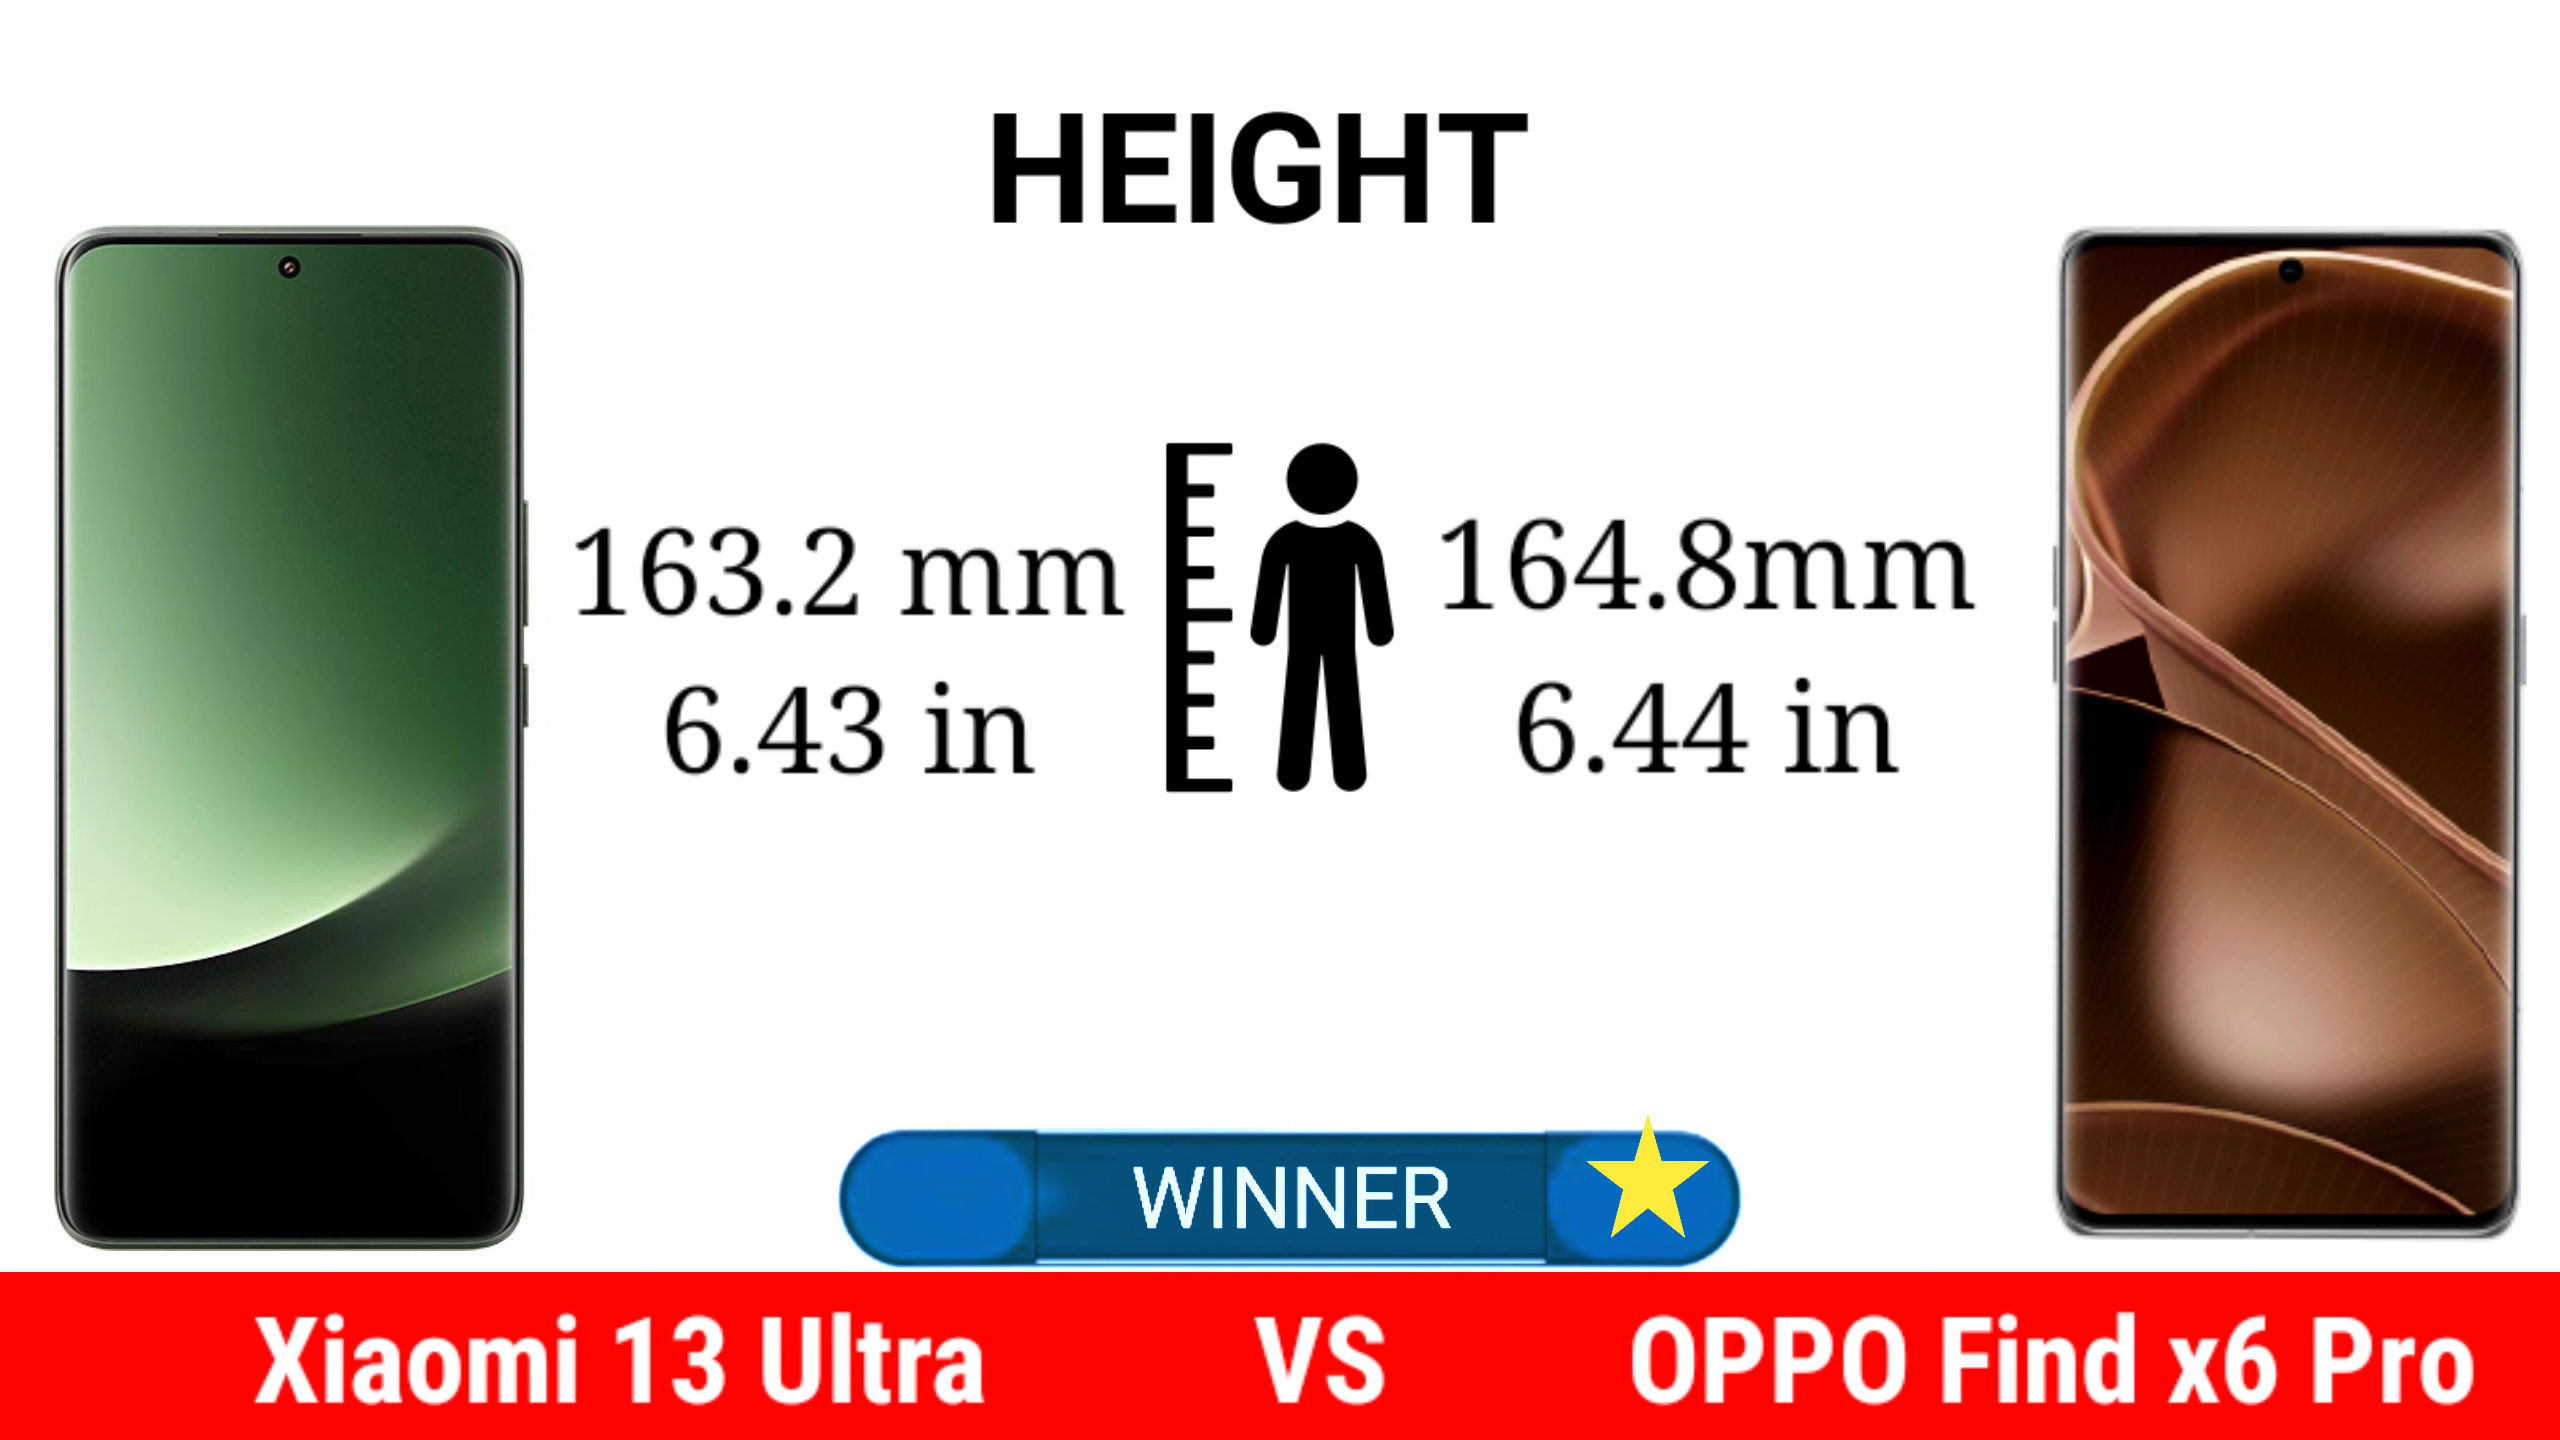 HEIGHT
163.2 mm
6.43 in
164.8mm
6.44 in
WINNER
Xiaomi 13 Ultra VS OPPO Find x6 Pro